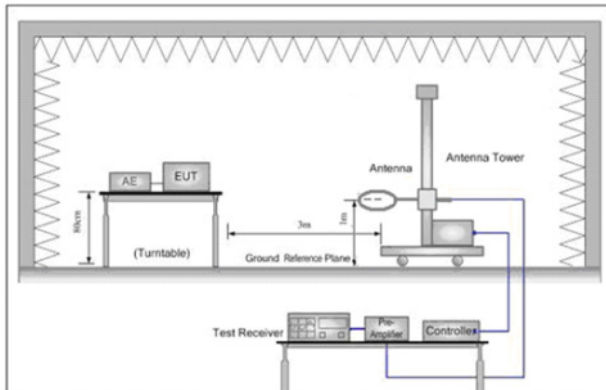 AE
EUT
80cm
(Turntable)
3m
1m
Antenna
Antenna Tower
Ground Reference Plane
Test Receiver
Pre-
Amplifier
Controller